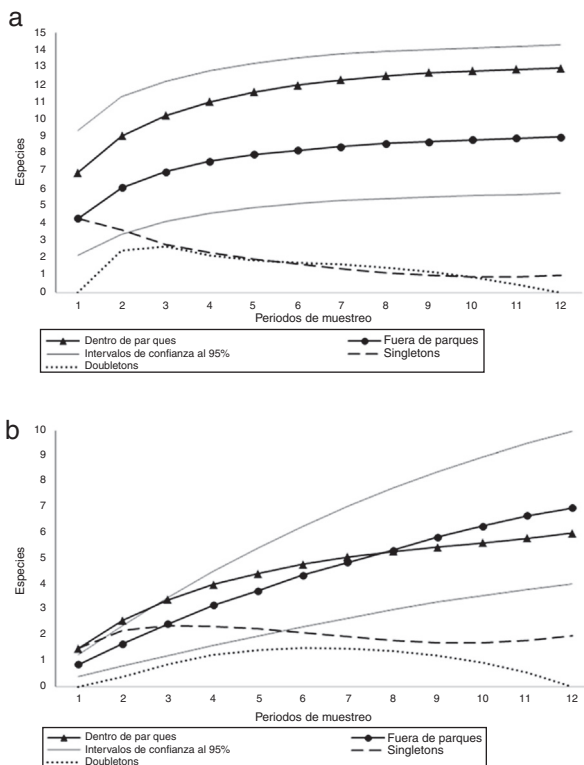 a
15
14
13
12
11
10
9
8
7
6
5
4
3
2
1
0
Especies
1 2 3 4 5 6 7 8 9 10 11 12
Periodos de muestreo
Dentro de par ques
Fuera de parques
Intervalos de confianza al 95%
Singletons
Doubletons
b
10
9
8
7
6
5
4
3
2
1
0
Especies
1 2 3 4 5 6 7 8 9 10 11 12
Periodos de muestreo
Dentro de par ques
Fuera de parques
Intervalos de confianza al 95%
Singletons
Doubletons